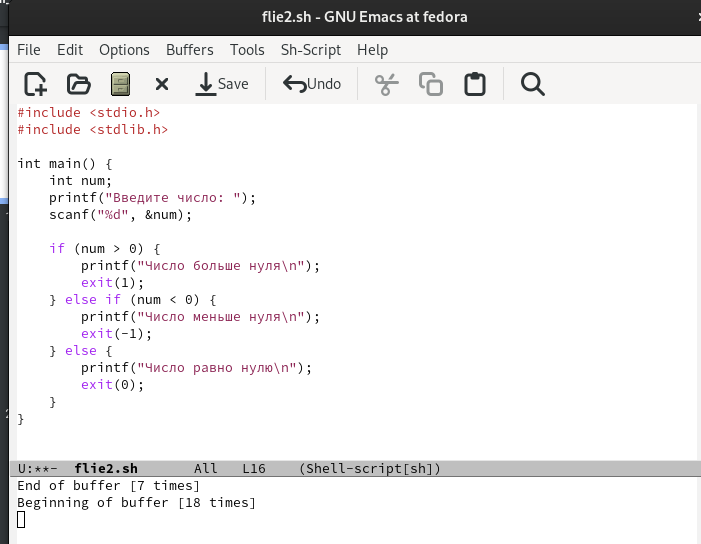 flie2.sh - GNU Emacs at fedora
File Edit Options Buffers Tools Sh-Script Help
Save Undo
#include <stdio.h>
#include <stdlib.h>
int main() {
    int num;
    printf("Введите число: ");
    scanf("%d", &num);
    if (num > 0) {
        printf("Число больше нуля\n");
        exit(1);
    } else if (num < 0) {
        printf("Число меньше нуля\n");
        exit(-1);
    } else {
        printf("Число равно нулю\n");
        exit(0);
    }
}
U:**-  flie2.sh       All   L16    (Shell-script[sh])
End of buffer [7 times]
Beginning of buffer [18 times]